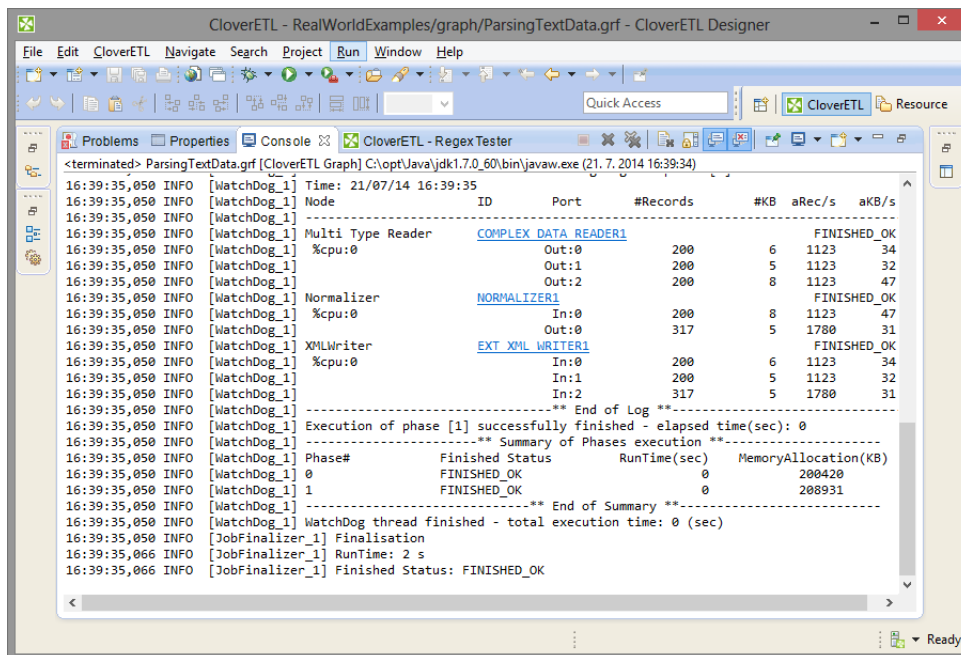 CloverETL - RealWorldExamples/graph/ParsingTextData.grf - CloverETL Designer
File Edit CloverETL Navigate Search Project Run Window Help
Quick Access CloverETL Resource
Problems Properties Console CloverETL - Regex Tester
<terminated> ParsingTextData.grf [CloverETL Graph] C:\opt\Java\jdk1.7.0_60\bin\javaw.exe (21. 7. 2014 16:39:34)
16:39:35,050 INFO [WatchDog_1] Time: 21/07/14 16:39:35
16:39:35,050 INFO [WatchDog_1] Node ID Port #Records #KB aRec/s aKB/s
16:39:35,050 INFO [WatchDog_1] ----------------------------------------------------------------------------------
16:39:35,050 INFO [WatchDog_1] Multi Type Reader COMPLEX_DATA_READER1 FINISHED_OK
16:39:35,050 INFO [WatchDog_1] %cpu:0 Out:0 200 6 1123 34
16:39:35,050 INFO [WatchDog_1] Out:1 200 5 1123 32
16:39:35,050 INFO [WatchDog_1] Out:2 200 8 1123 47
16:39:35,050 INFO [WatchDog_1] Normalizer NORMALIZER1 FINISHED_OK
16:39:35,050 INFO [WatchDog_1] %cpu:0 In:0 200 8 1123 47
16:39:35,050 INFO [WatchDog_1] Out:0 317 5 1780 31
16:39:35,050 INFO [WatchDog_1] XMLWriter EXT_XML_WRITER1 FINISHED_OK
16:39:35,050 INFO [WatchDog_1] %cpu:0 In:0 200 6 1123 34
16:39:35,050 INFO [WatchDog_1] In:1 200 5 1123 32
16:39:35,050 INFO [WatchDog_1] In:2 317 5 1780 31
16:39:35,050 INFO [WatchDog_1] ---------------------------------** End of Log **--------------------------------
16:39:35,050 INFO [WatchDog_1] Execution of phase [1] successfully finished - elapsed time(sec): 0
16:39:35,050 INFO [WatchDog_1] -----------------------** Summary of Phases execution **---------------------
16:39:35,050 INFO [WatchDog_1] Phase# Finished Status RunTime(sec) MemoryAllocation(KB)
16:39:35,050 INFO [WatchDog_1] 0 FINISHED_OK 0 200420
16:39:35,050 INFO [WatchDog_1] 1 FINISHED_OK 0 208931
16:39:35,050 INFO [WatchDog_1] ------------------------------** End of Summary **---------------------------
16:39:35,050 INFO [WatchDog_1] WatchDog thread finished - total execution time: 0 (sec)
16:39:35,050 INFO [JobFinalizer_1] Finalisation
16:39:35,066 INFO [JobFinalizer_1] RunTime: 2 s
16:39:35,066 INFO [JobFinalizer_1] Finished Status: FINISHED_OK
Ready